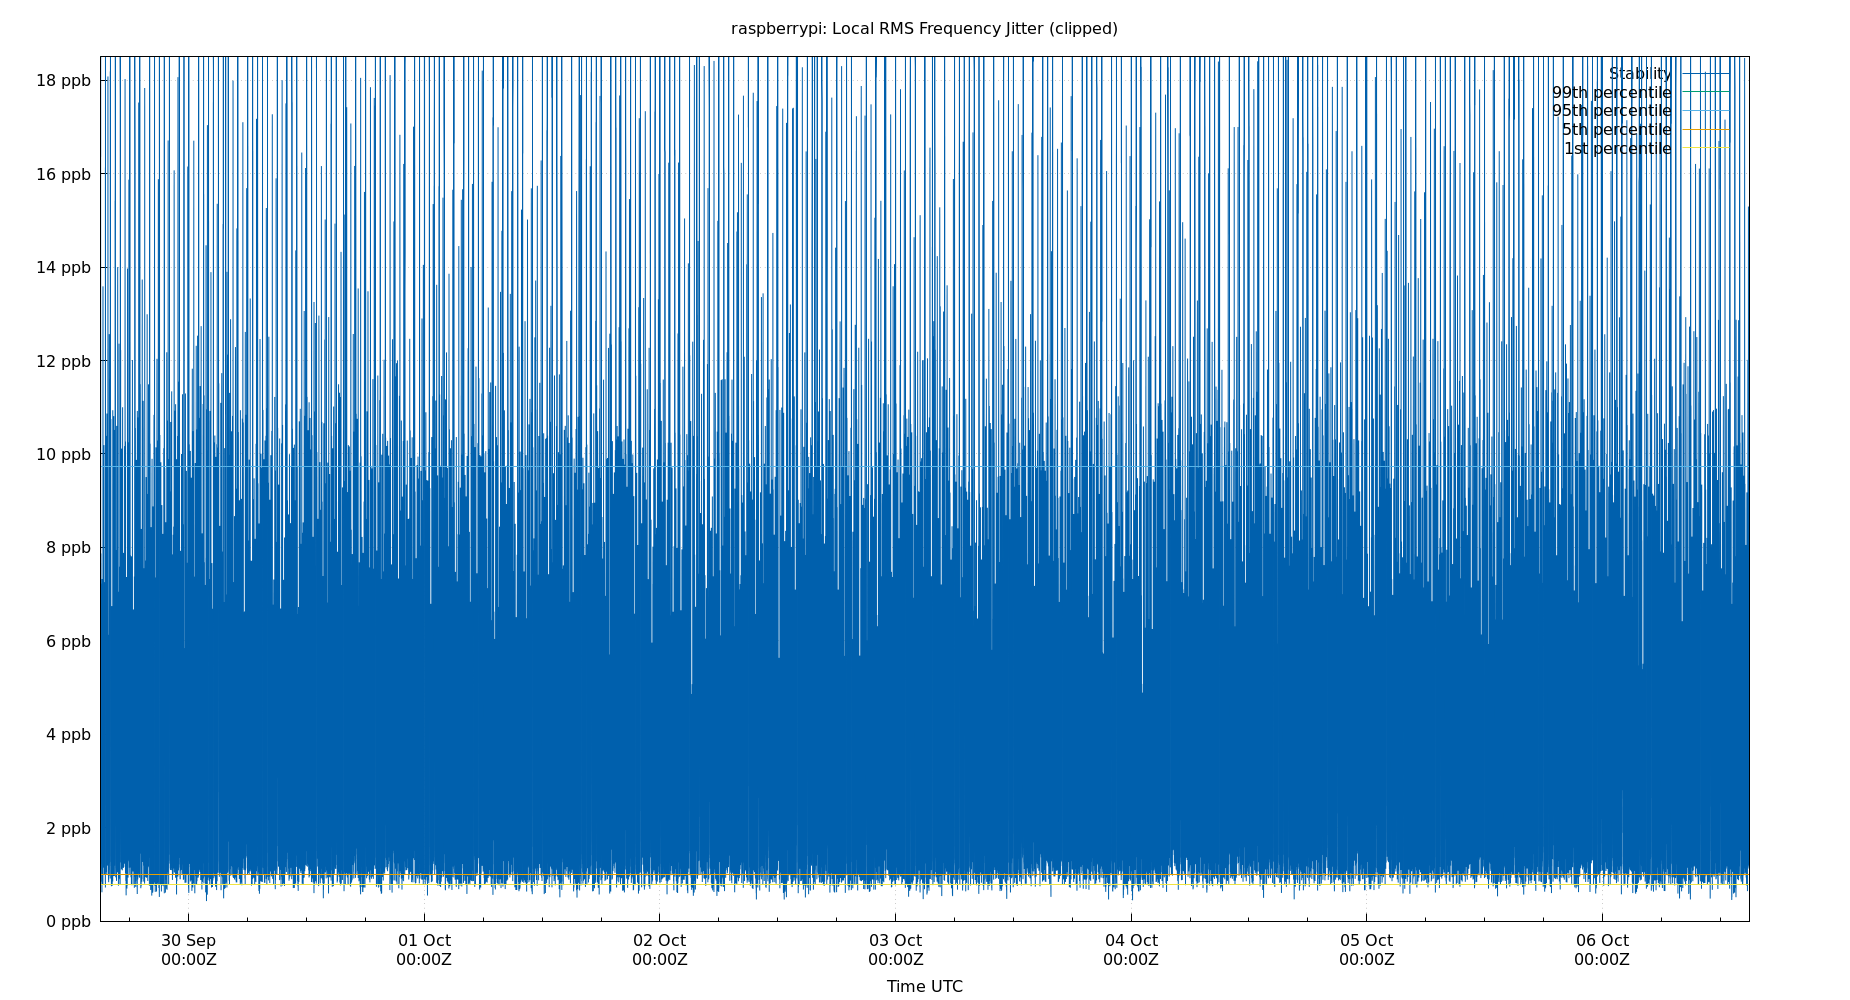 raspberrypi: Local RMS Frequency Jitter (clipped)
18 ppb
16 ppb
14 ppb
12 ppb
10 ppb
8 ppb
6 ppb
4 ppb
2 ppb
0 ppb
Stability
99th percentile
95th percentile
5th percentile
1st percentile
30 Sep 01 Oct 02 Oct 03 Oct 04 Oct 05 Oct 06 Oct
00:00Z 00:00Z 00:00Z 00:00Z 00:00Z 00:00Z 00:00Z
Time UTC